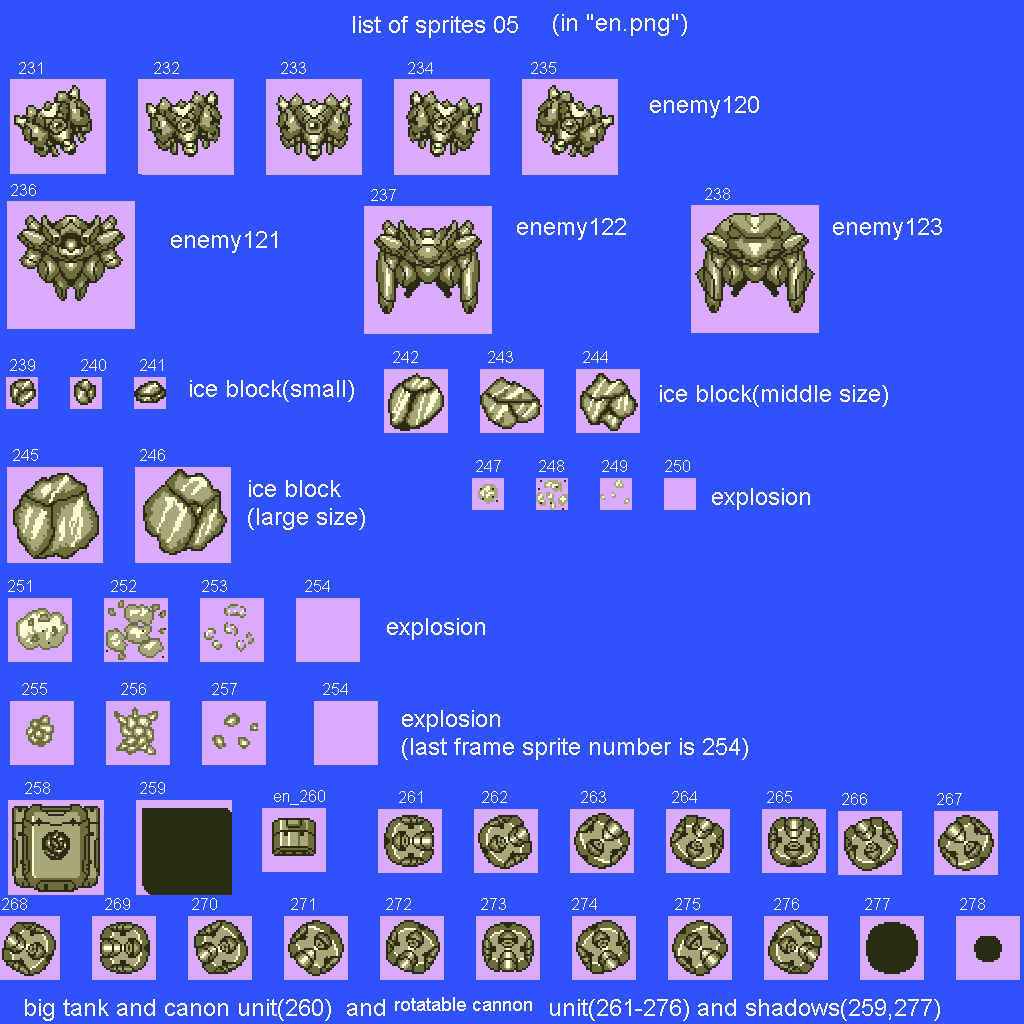 list of sprites 05 (in "en.png")
231 232 233 234 235
enemy120
236 237 238
enemy121 enemy122 enemy123
239 240 241 242 243 244
ice block(small) ice block(middle size)
245 246 247 248 249 250
ice block
(large size)
explosion
251 252 253 254
explosion
255 256 257 254
explosion
(last frame sprite number is 254)
258 259 en_260 261 262 263 264 265 266 267
268 269 270 271 272 273 274 275 276 277 278
big tank and canon unit(260) and rotatable cannon unit(261-276) and shadows(259,277)